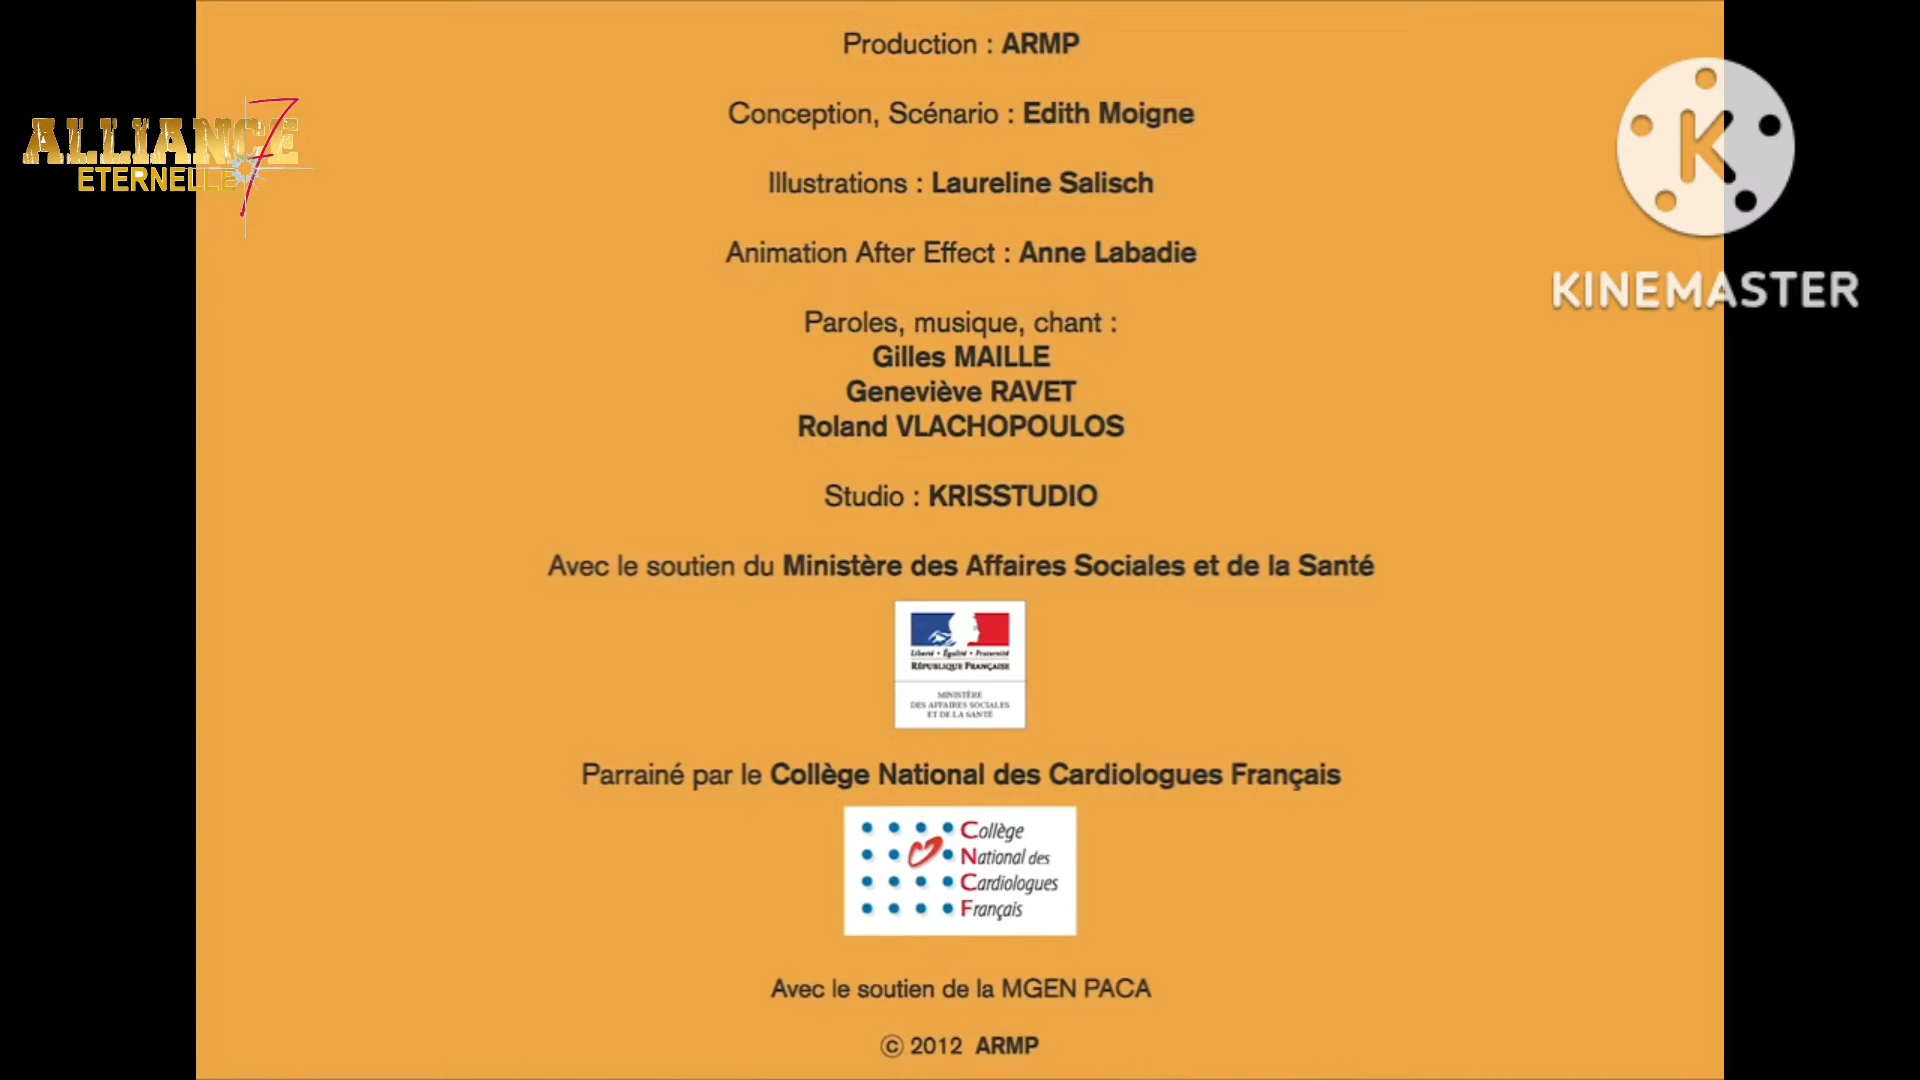 Production : ARMP
Conception, Scénario : Edith Moigne
ALLIANCE 7
ETERNELLE
K
KINEMASTER
Illustrations : Laureline Salisch
Animation After Effect : Anne Labadie
Paroles, musique, chant :
Gilles MAILLE
Geneviève RAVET
Roland VLACHOPOULOS
Studio : KRISSTUDIO
Avec le soutien du Ministère des Affaires Sociales et de la Santé
Liberté • Égalité • Fraternité
RÉPUBLIQUE FRANÇAISE
MINISTÈRE
DES AFFAIRES SOCIALES
ET DE LA SANTÉ
Parrainé par le Collège National des Cardiologues Français
Collège
National des
Cardiologues
Français
Avec le soutien de la MGEN PACA
© 2012 ARMP